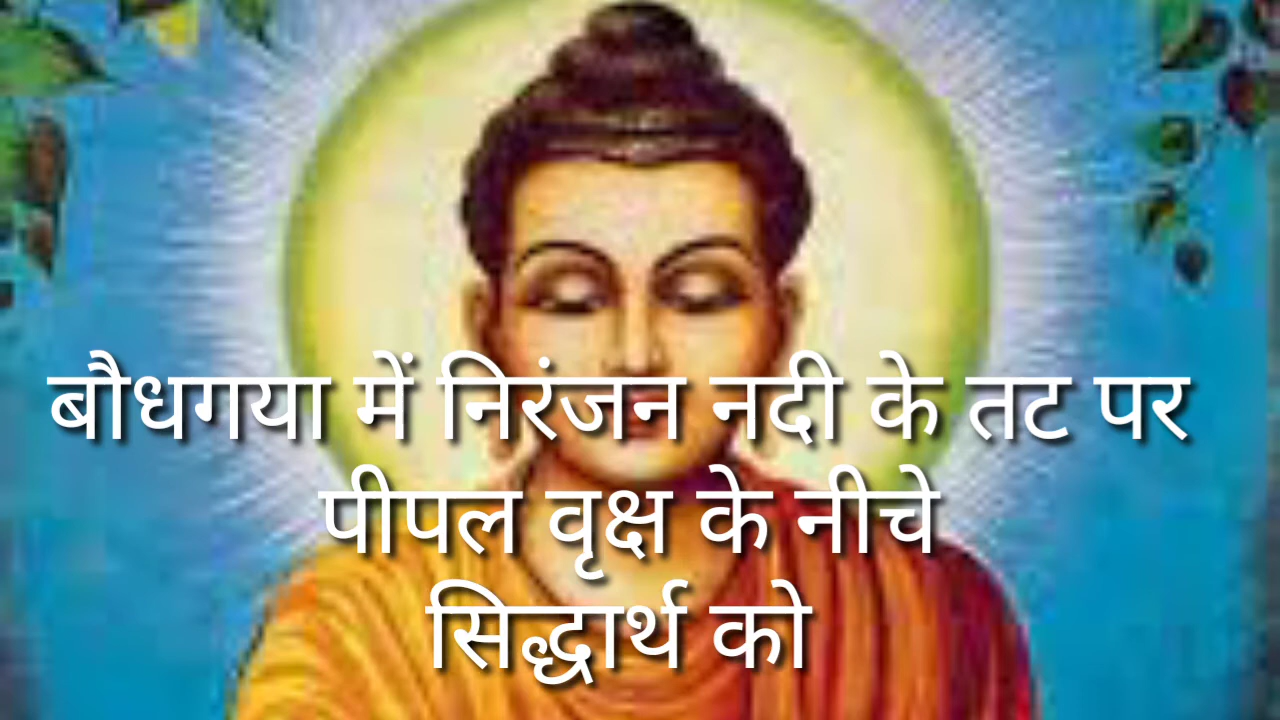 बौधगया में निरंजन नदी के तट पर
पीपल वृक्ष के नीचे
सिद्धार्थ को